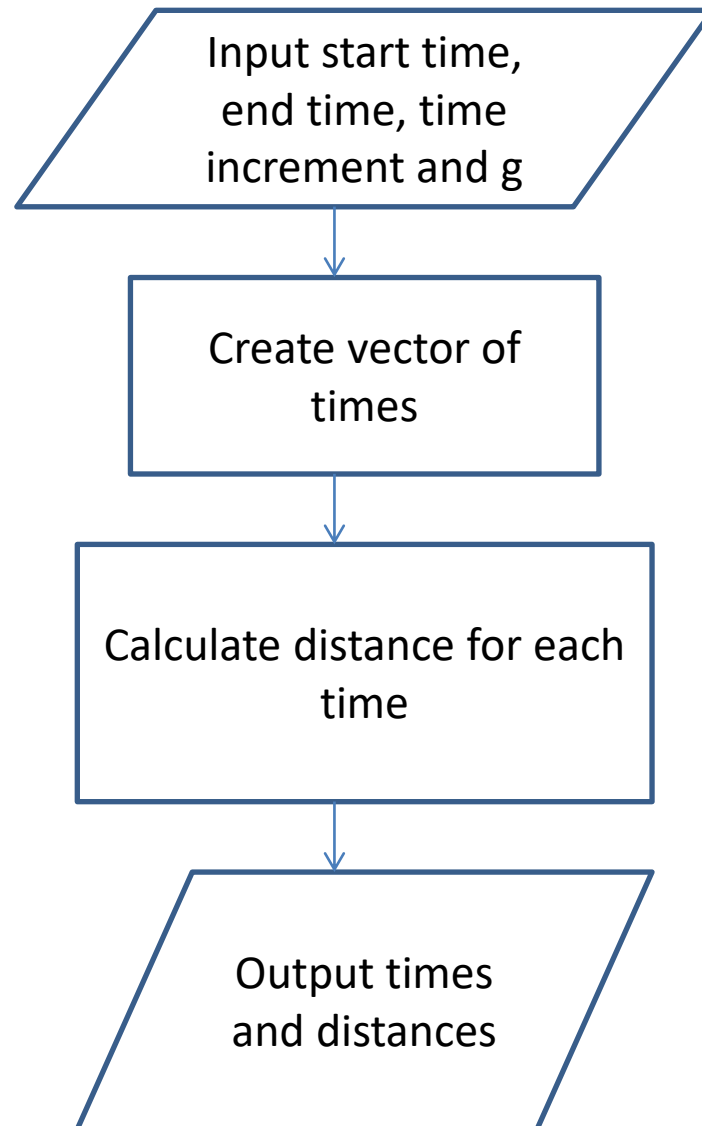 Input start time,
end time, time
increment and g
Create vector of
times
Calculate distance for each
time
Output times
and distances